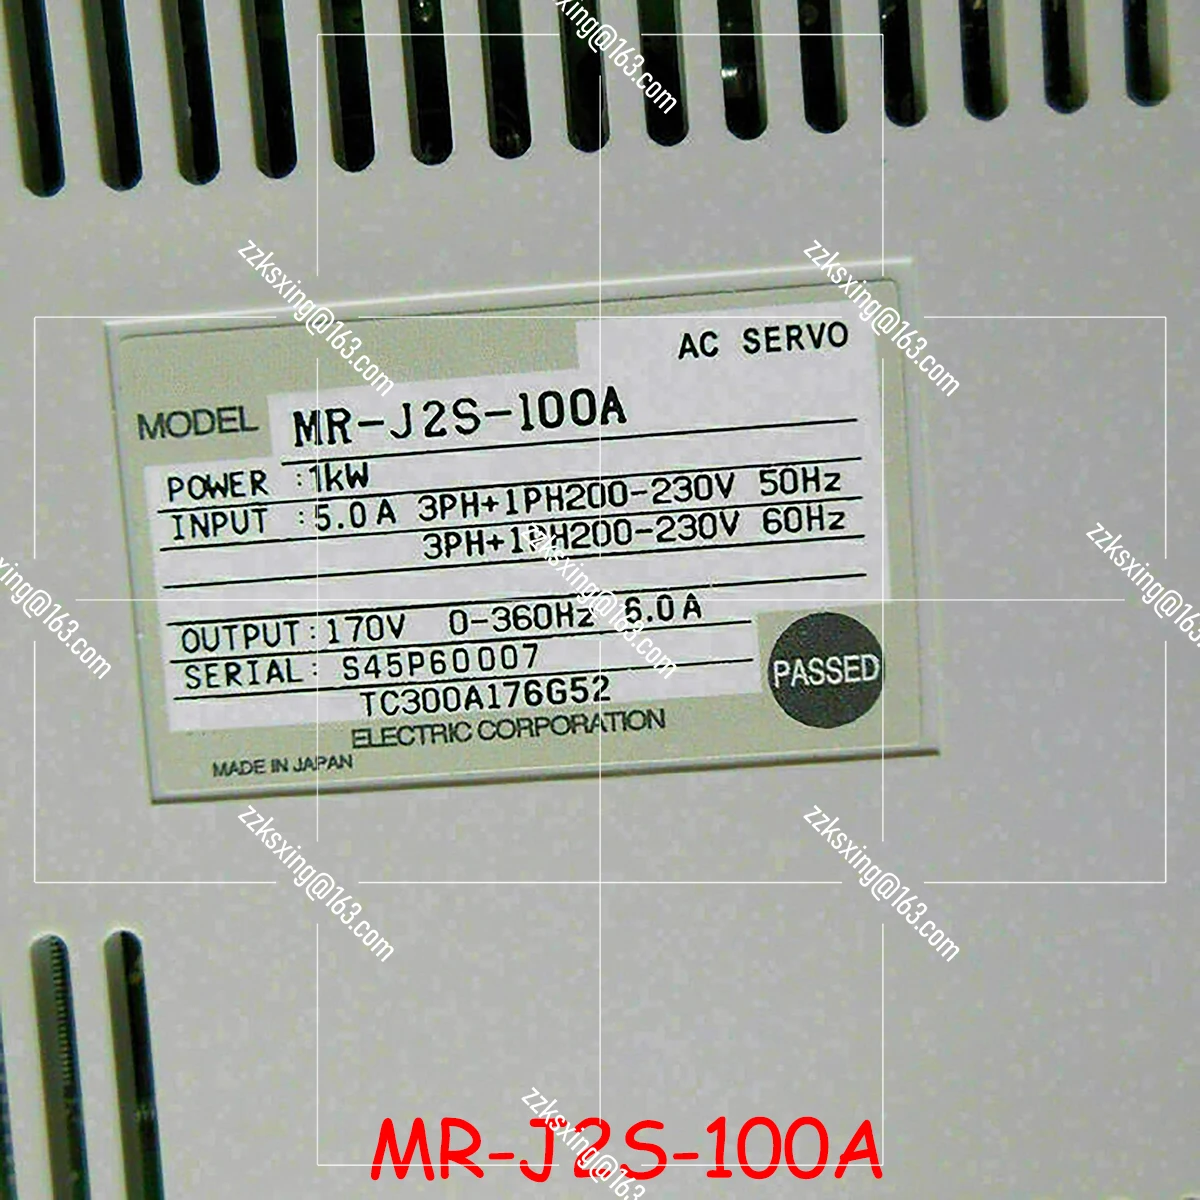 AC SERVO
MODEL MR-J2S-100A
POWER :1kW
INPUT :5.0A 3PH+1PH200-230V 50Hz
3PH+1PH200-230V 60Hz
OUTPUT:170V 0-360Hz 6.0A
SERIAL: S45P60007
TC300A176G52
PASSED
ELECTRIC CORPORATION
MADE IN JAPAN
MR-J2S-100A
zzksxing@163.com
zzksxing@163.com
zzksxing@163.com
zzksxing@163.com
zzksxing@163.com
zzksxing@163.com